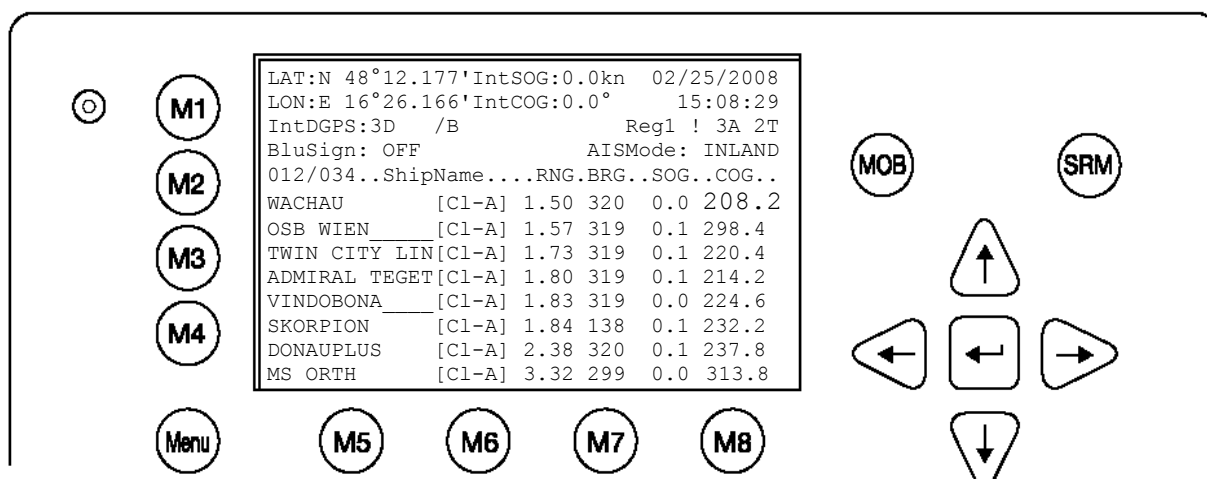 LAT:N 48°12.177'IntSOG:0.0kn 02/25/2008
LON:E 16°26.166'IntCOG:0.0° 15:08:29
IntDGPS:3D /B Reg1 ! 3A 2T
BluSign: OFF AISMode: INLAND
012/034..ShipName....RNG.BRG..SOG..COG..
WACHAU [Cl-A] 1.50 320 0.0 208.2
OSB WIEN_____[Cl-A] 1.57 319 0.1 298.4
TWIN CITY LIN[Cl-A] 1.73 319 0.1 220.4
ADMIRAL TEGET[Cl-A] 1.80 319 0.1 214.2
VINDOBONA____[Cl-A] 1.83 319 0.0 224.6
SKORPION [Cl-A] 1.84 138 0.1 232.2
DONAUPLUS [Cl-A] 2.38 320 0.1 237.8
MS ORTH [Cl-A] 3.32 299 0.0 313.8
M1
M2
M3
M4
Menu
M5
M6
M7
M8
MOB
SRM